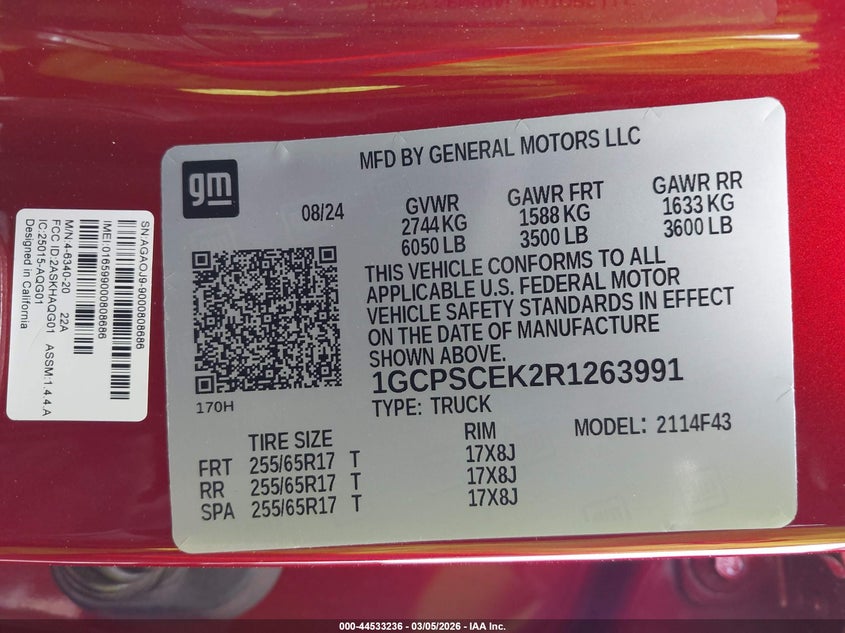 SN:AGAOJ9-9000808686
IMEI:016599000808686
M/N:4-6340-20 22A
FCC ID:2ASKHAQG01 ASSM:1.4.4.A
IC:25015-AQG01
Designed in California
gm
MFD BY GENERAL MOTORS LLC
08/24
GVWR
2744 KG
6050 LB
GAWR FRT
1588 KG
3500 LB
GAWR RR
1633 KG
3600 LB
THIS VEHICLE CONFORMS TO ALL
APPLICABLE U.S. FEDERAL MOTOR
VEHICLE SAFETY STANDARDS IN EFFECT
ON THE DATE OF MANUFACTURE
SHOWN ABOVE.
1GCPSCEK2R1263991
170H
TYPE: TRUCK
MODEL: 2114F43
TIRE SIZE RIM
FRT 255/65R17 T 17X8J
RR 255/65R17 T 17X8J
SPA 255/65R17 T 17X8J
000-44533236 - 03/05/2026 - IAA Inc.